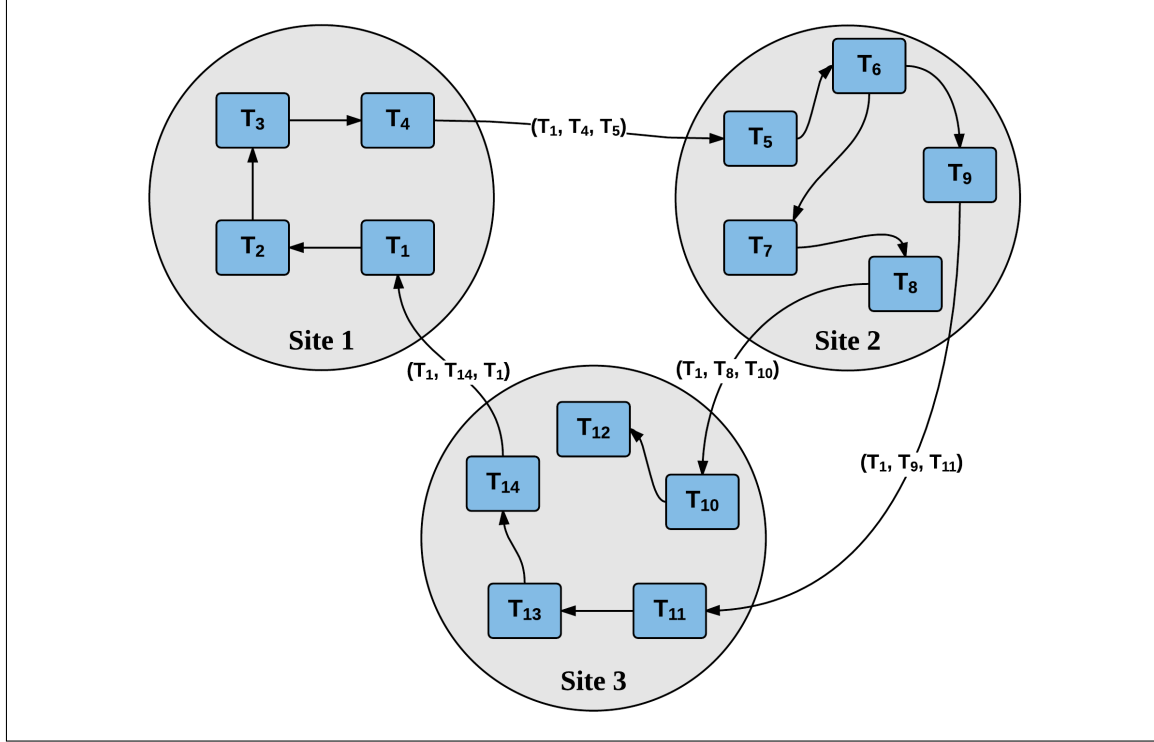 T₆
T₃
T₄
(T₁, T₄, T₅)
T₅
T₉
T₂
T₁
T₇
T₈
Site 1
Site 2
(T₁, T₁₄, T₁)
(T₁, T₈, T₁₀)
T₁₂
(T₁, T₉, T₁₁)
T₁₄
T₁₀
T₁₃
T₁₁
Site 3